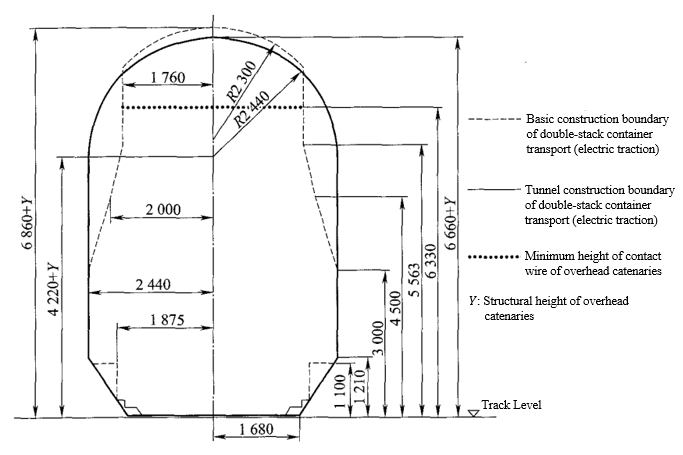 1 760
R2 300
R2 440
6 860+Y
4 220+Y
2 000
2 440
1 875
1 680
1 100
1 210
3 000
4 500
5 563
6 330
6 660+Y
Basic construction boundary
of double-stack container
transport (electric traction)
Tunnel construction boundary
of double-stack container
transport (electric traction)
Minimum height of contact
wire of overhead catenaries
Y: Structural height of overhead
catenaries
Track Level